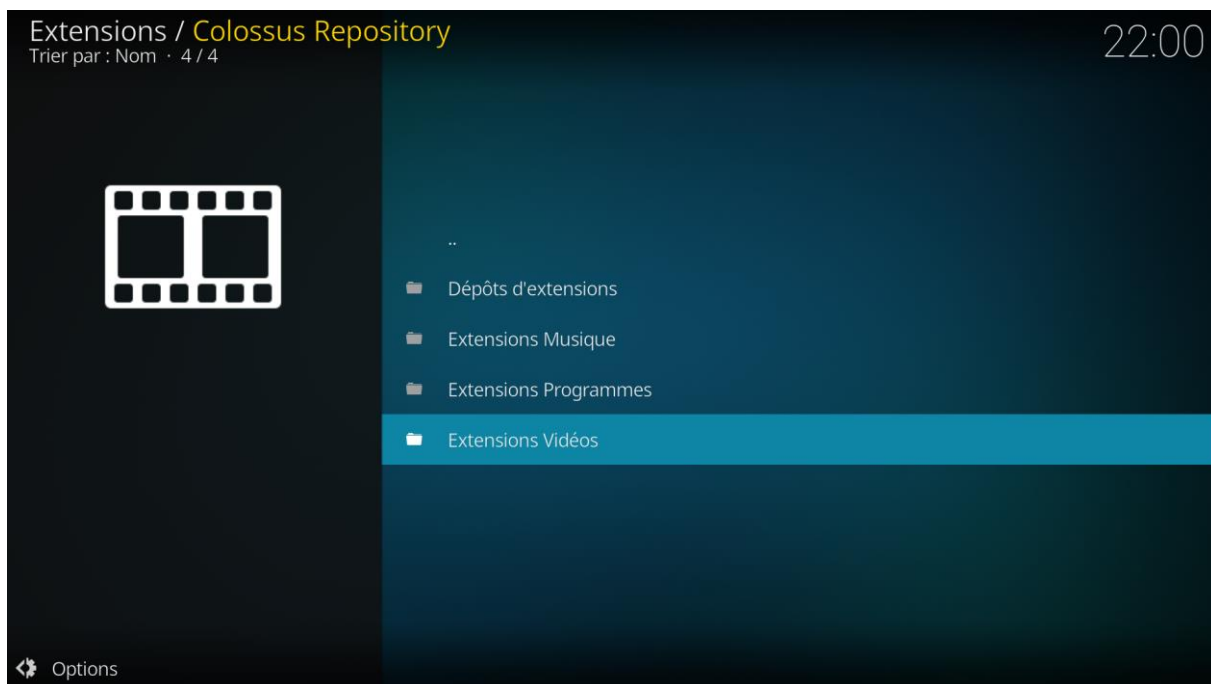 Extensions / Colossus Repository
Trier par : Nom · 4 / 4
22:00
..
Dépôts d'extensions
Extensions Musique
Extensions Programmes
Extensions Vidéos
Options